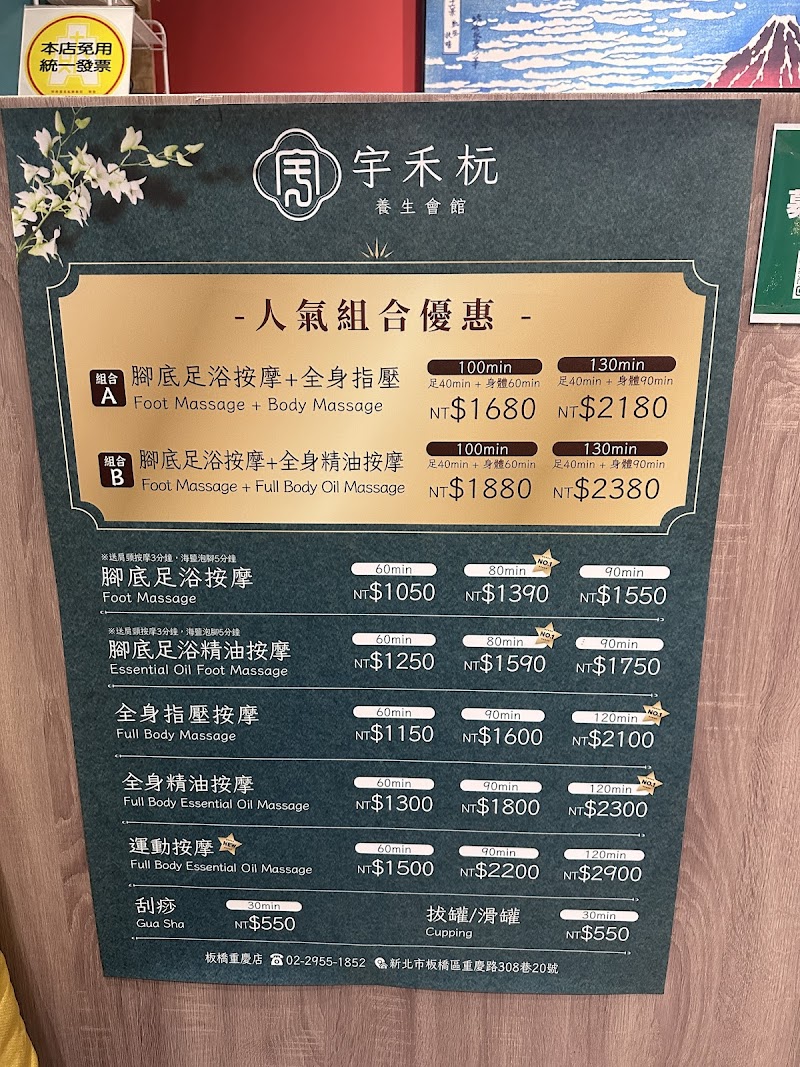 本店免用
統一發票
宇禾杬
養生會館
-人氣組合優惠 -
組合
A
腳底足浴按摩+全身指壓
Foot Massage + Body Massage
100min
足40min + 身體60min
NT$1680
130min
足40min + 身體90min
NT$2180
組合
B
腳底足浴按摩+全身精油按摩
Foot Massage + Full Body Oil Massage
100min
足40min + 身體60min
NT$1880
130min
足40min + 身體90min
NT$2380
※送肩頸按摩3分鐘，海鹽泡腳5分鐘
腳底足浴按摩
Foot Massage
60min
NT$1050
80min
NO.1
NT$1390
90min
NT$1550
※送肩頸按摩3分鐘，海鹽泡腳5分鐘
腳底足浴精油按摩
Essential Oil Foot Massage
60min
NT$1250
80min
NO.1
NT$1590
90min
NT$1750
全身指壓按摩
Full Body Massage
60min
NT$1150
90min
NT$1600
120min
NO.1
NT$2100
全身精油按摩
Full Body Essential Oil Massage
60min
NT$1300
90min
NT$1800
120min
NO.1
NT$2300
運動按摩
NEW
Full Body Essential Oil Massage
60min
NT$1500
90min
NT$2200
120min
NT$2900
刮痧
Gua Sha
30min
NT$550
拔罐/滑罐
Cupping
30min
NT$550
板橋重慶店 ☎02-2955-1852 新北市板橋區重慶路308巷20號